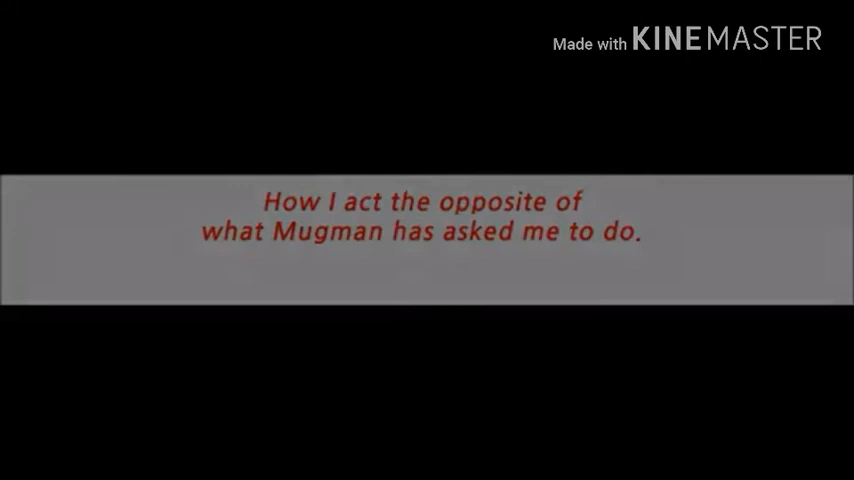 Made with KINEMASTER
How I act the opposite of
what Mugman has asked me to do.